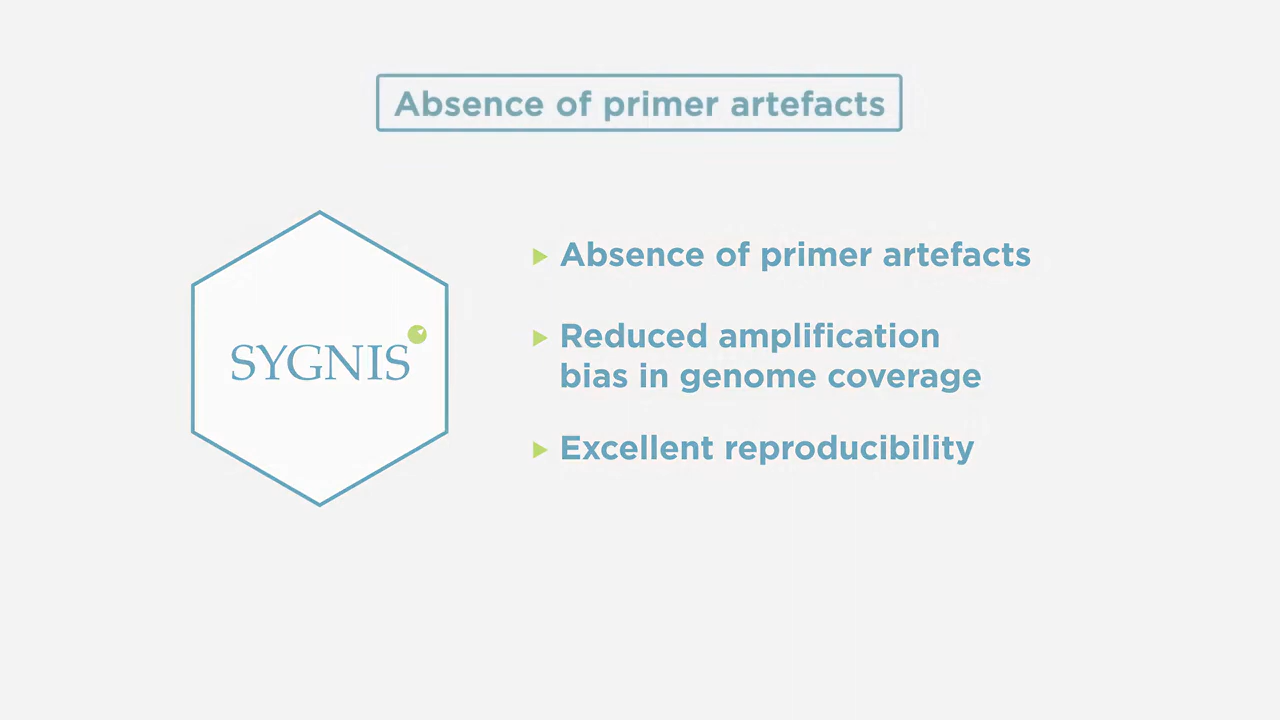 Absence of primer artefacts
SYGNIS
Absence of primer artefacts
Reduced amplification
bias in genome coverage
Excellent reproducibility